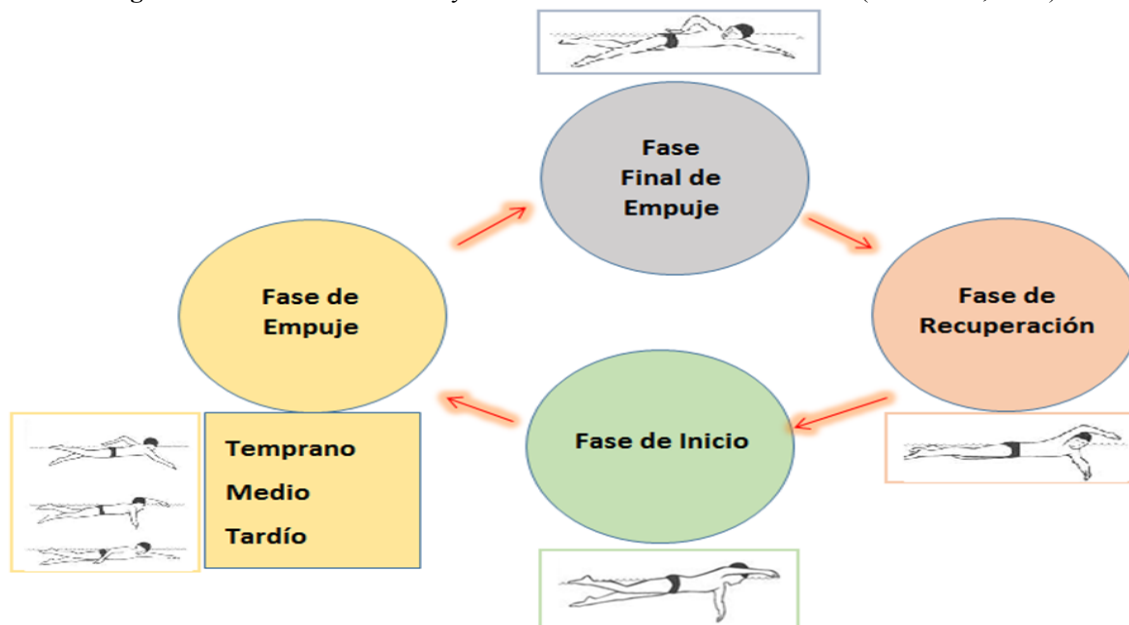 Fase
Final de
Empuje
Fase de
Empuje
Fase de
Recuperación
Fase de Inicio
Temprano
Medio
Tardío